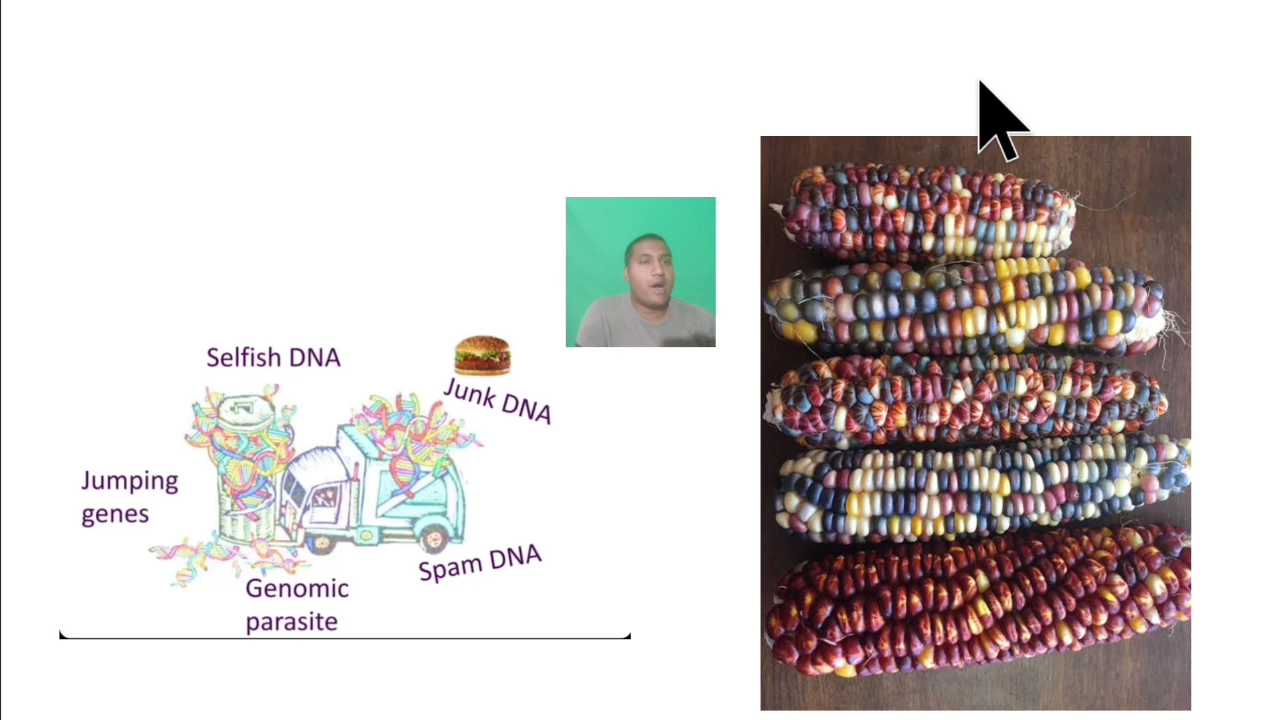 Selfish DNA
Junk DNA
Jumping
genes
Spam DNA
Genomic
parasite